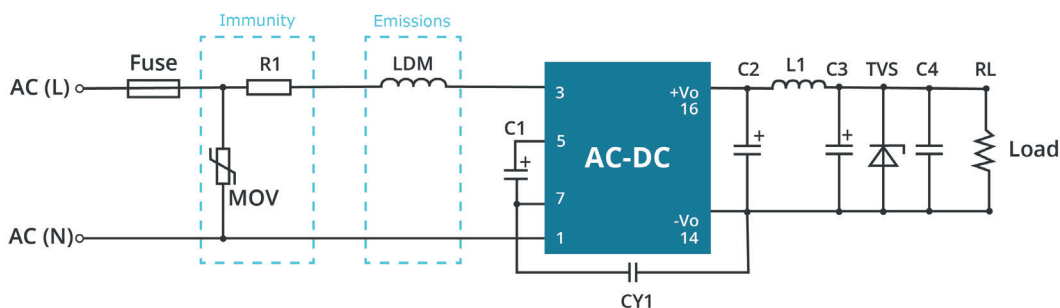 Immunity
Emissions
Fuse
R1
LDM
C2
L1
C3
TVS
C4
RL
AC (L)
3
+Vo
16
C1
5
AC-DC
Load
MOV
7
AC (N)
1
-Vo
14
CY1
+
+
+